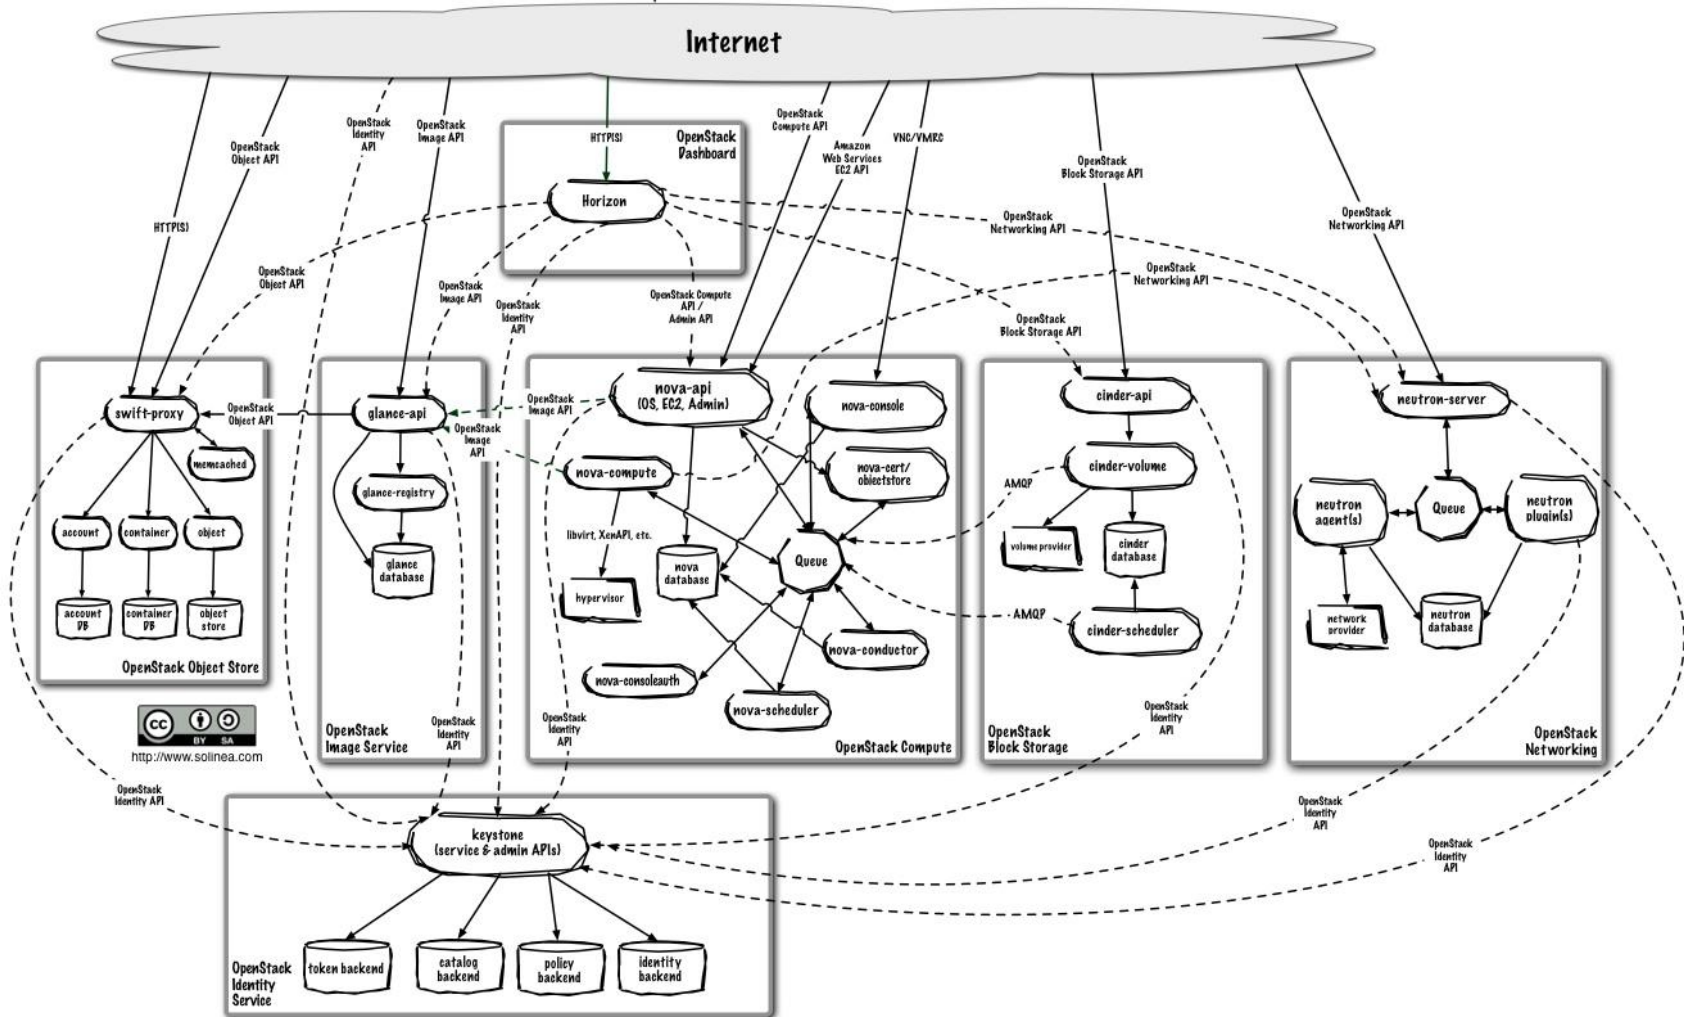 Internet
OpenStack
Object API
HTTP(S)
OpenStack
Identity
API
OpenStack
Image API
HTTP(S)
OpenStack
Dashboard
Horizon
OpenStack
Compute API
Amazon
Web Services
EC2 API
VNC/VMRC
OpenStack
Block Storage API
OpenStack
Networking API
OpenStack
Networking API
OpenStack
Networking API
OpenStack
Object API
OpenStack
Image API
OpenStack
Identity
API
OpenStack Compute
API /
Admin API
OpenStack
Block Storage API
swift-proxy
memcached
account
container
object
account
DB
container
DB
object
store
OpenStack Object Store
OpenStack
Object API
glance-api
glance-registry
glance
database
OpenStack
Image Service
OpenStack
Identity
API
OpenStack
Image API
OpenStack
Image
API
nova-api
(OS, EC2, Admin)
nova-console
nova-compute
nova-cert/
objectstore
libvirt, XenAPI, etc.
hypervisor
nova
database
Queue
nova-conductor
nova-consoleauth
nova-scheduler
OpenStack
Identity
API
OpenStack Compute
cinder-api
cinder-volume
AMQP
volume provider
cinder
database
AMQP
cinder-scheduler
OpenStack
Identity
API
OpenStack
Block Storage
neutron-server
neutron
agent(s)
Queue
neutron
plugin(s)
network
provider
neutron
database
OpenStack
Networking
CC
BY SA
http://www.solinea.com
OpenStack
Identity API
OpenStack
Identity
API
OpenStack
Identity
API
keystone
(service & admin APIs)
token backend
catalog
backend
policy
backend
identity
backend
OpenStack
Identity
Service